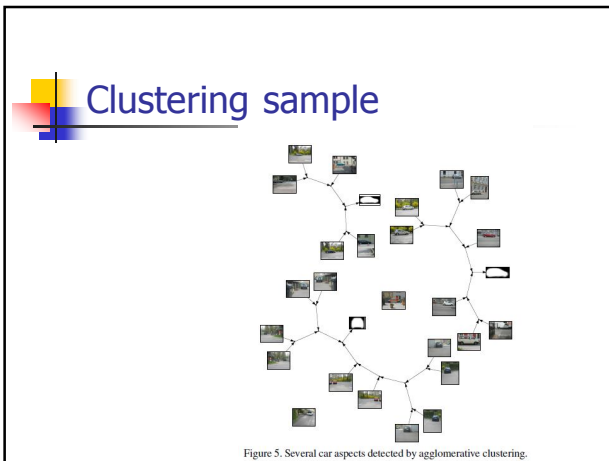 Clustering sample
Figure 5. Several car aspects detected by agglomerative clustering.